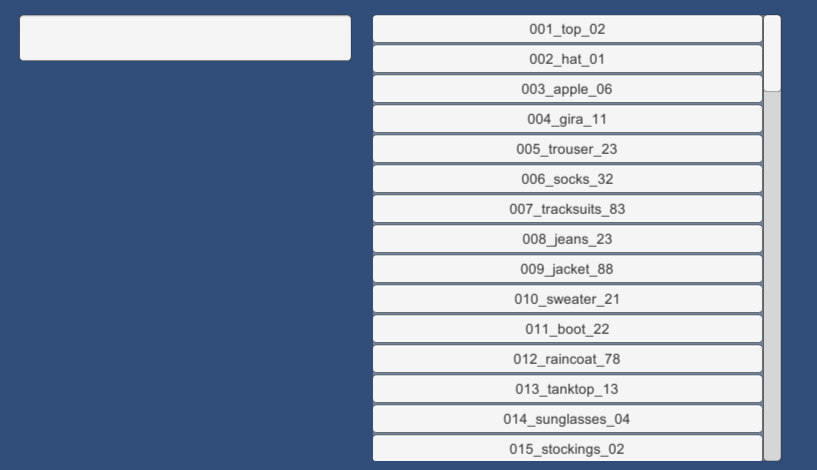 001_top_02
002_hat_01
003_apple_06
004_gira_11
005_trouser_23
006_socks_32
007_tracksuits_83
008_jeans_23
009_jacket_88
010_sweater_21
011_boot_22
012_raincoat_78
013_tanktop_13
014_sunglasses_04
015_stockings_02